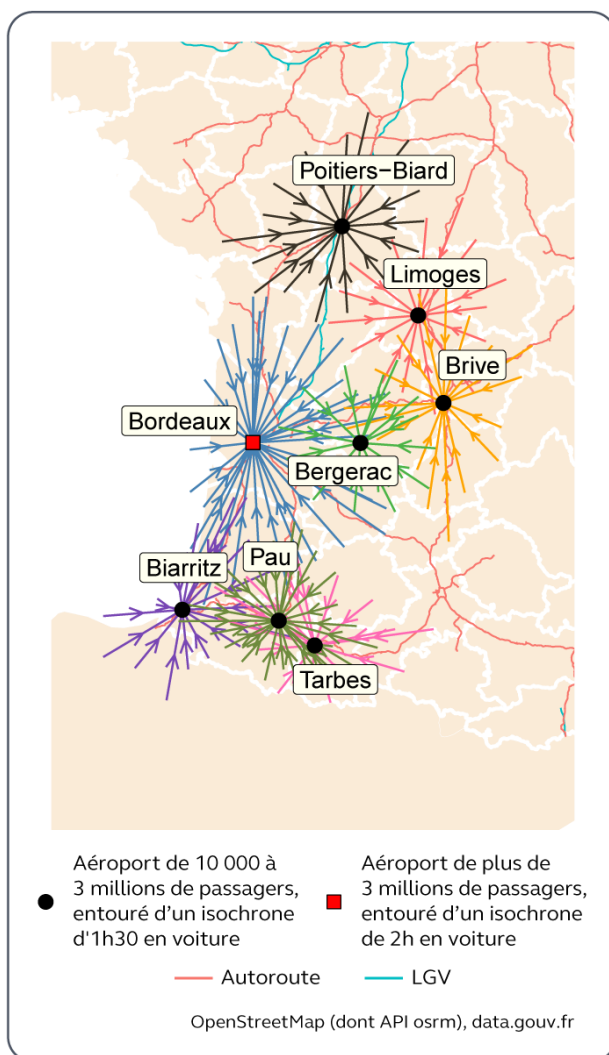 Poitiers−Biard
Limoges
Brive
Bordeaux
Bergerac
Biarritz
Pau
Tarbes
Aéroport de 10 000 à
3 millions de passagers,
entouré d’un isochrone
d'1h30 en voiture
Aéroport de plus de
3 millions de passagers,
entouré d’un isochrone
de 2h en voiture
Autoroute
LGV
OpenStreetMap (dont API osrm), data.gouv.fr